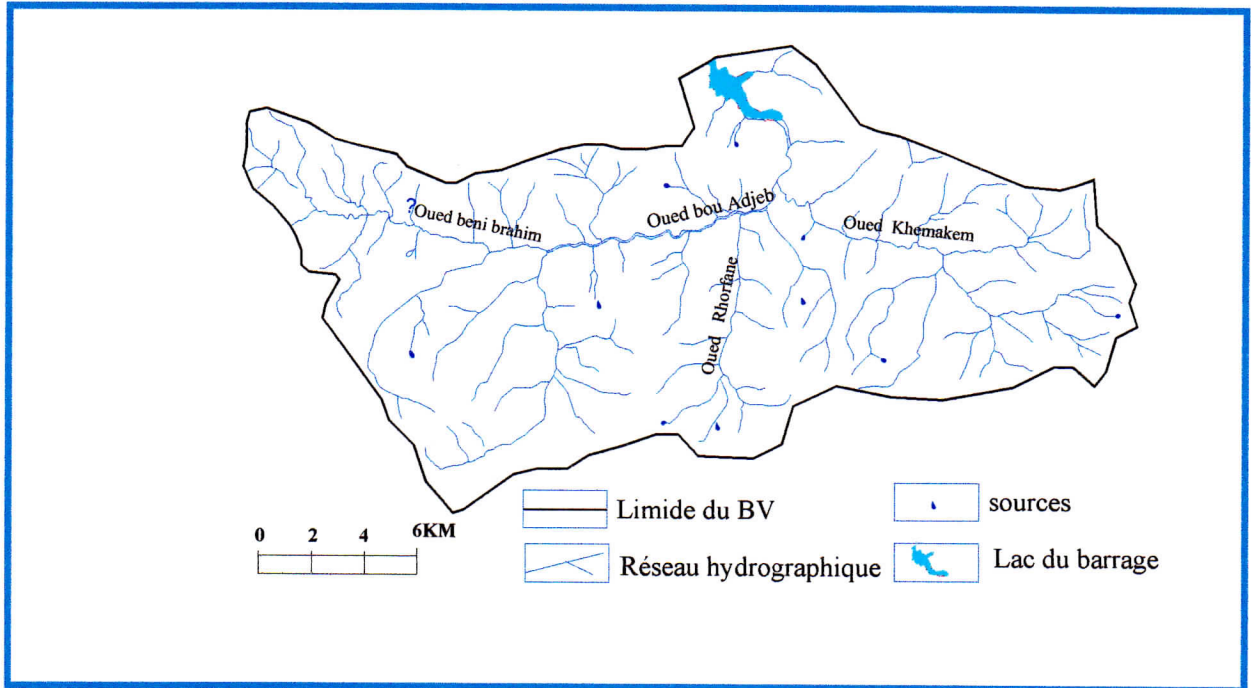 ?
Oued beni brahim
Oued bou Adjeb
Oued Khemakem
Oued Rhorfane
0 2 4 6KM
Limide du BV
sources
Réseau hydrographique
Lac du barrage